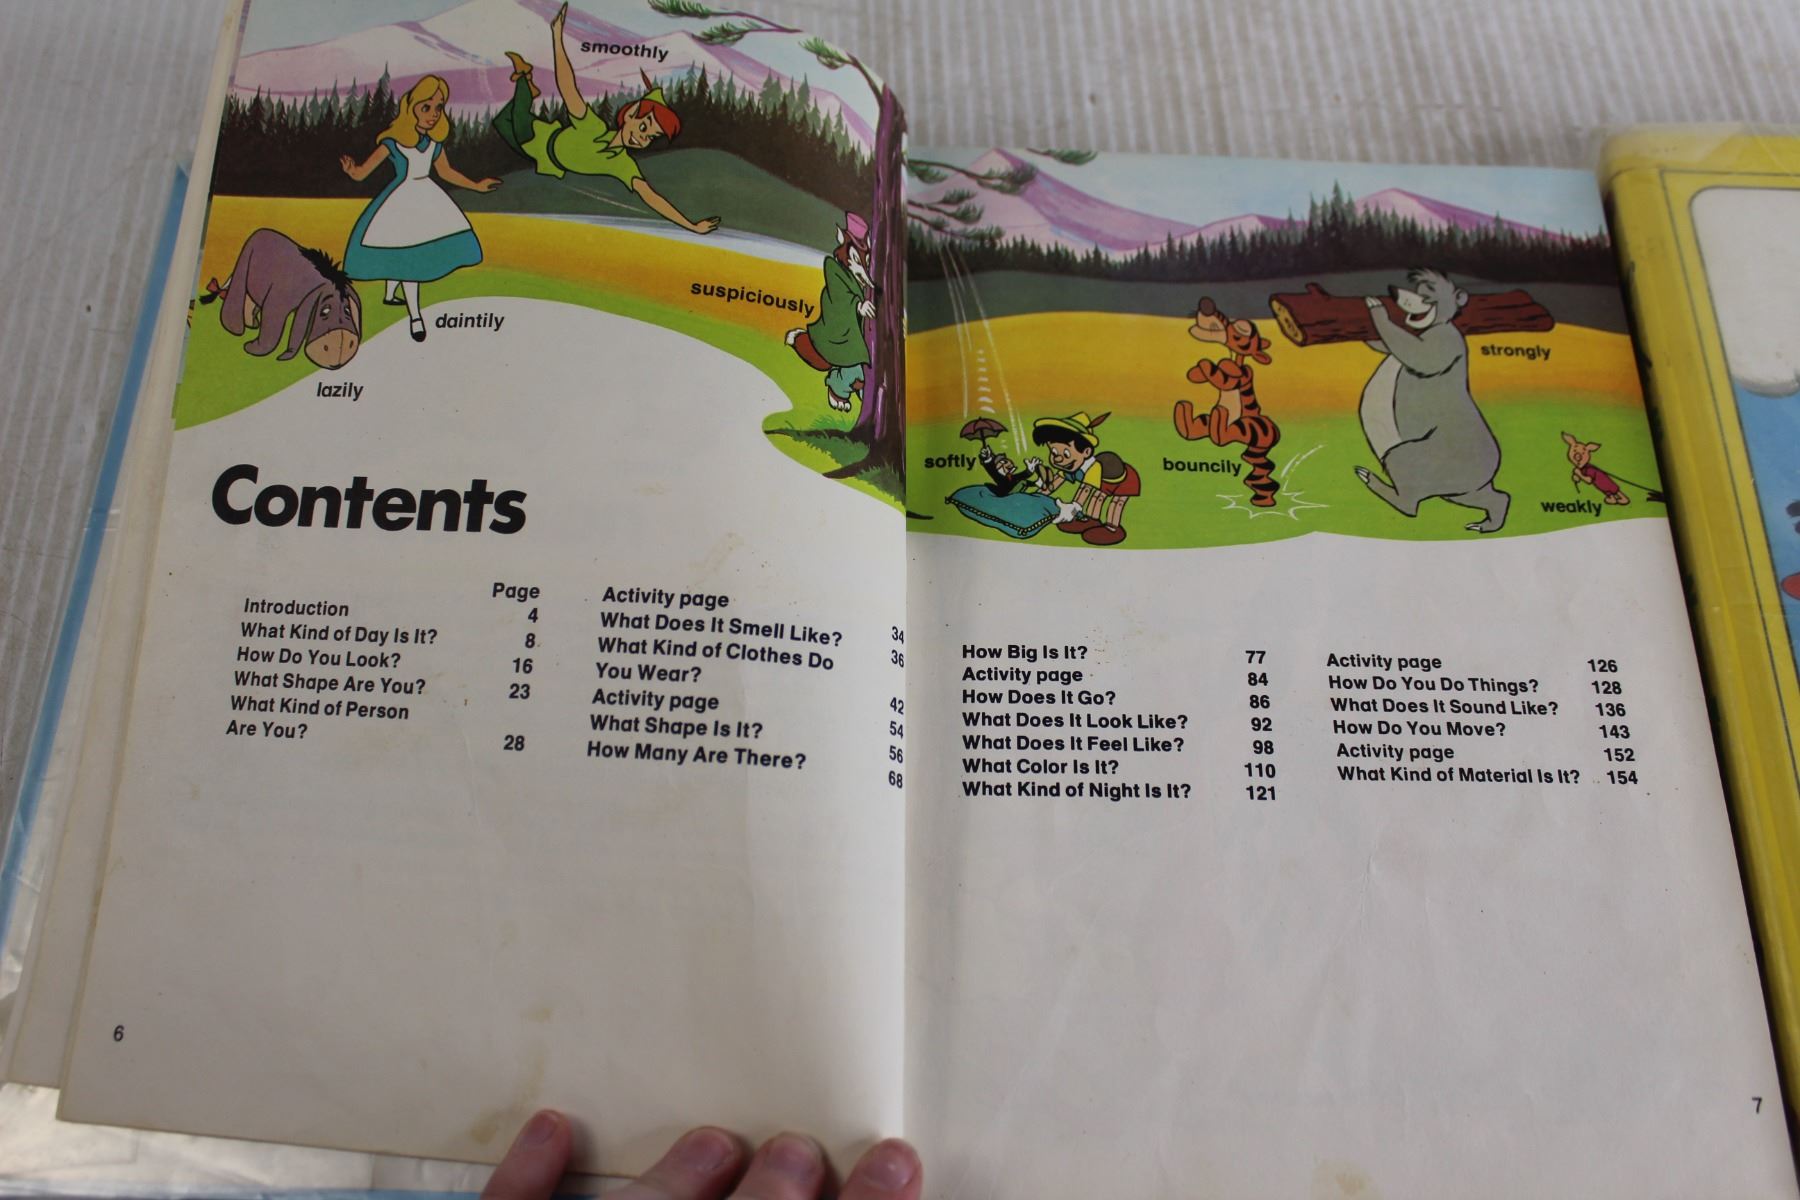 smoothly
suspiciously
daintily
lazily
Contents
Page
Introduction 4
What Kind of Day Is It? 8
How Do You Look? 16
What Shape Are You? 23
What Kind of Person
Are You? 28
Activity page 34
What Does It Smell Like? 36
What Kind of Clothes Do
You Wear? 42
Activity page 54
What Shape Is It? 56
How Many Are There? 68
6
strongly
softly
bouncily
weakly
How Big Is It? 77
Activity page 84
How Does It Go? 86
What Does It Look Like? 92
What Does It Feel Like? 98
What Color Is It? 110
What Kind of Night Is It? 121
Activity page 126
How Do You Do Things? 128
What Does It Sound Like? 136
How Do You Move? 143
Activity page 152
What Kind of Material Is It? 154
7